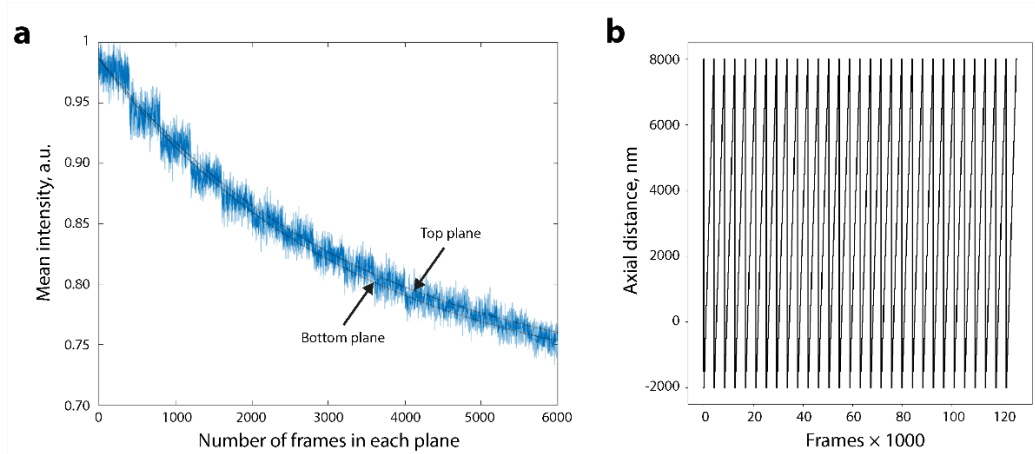 a
1
0.95
0.90
0.85
0.80
0.75
0.70
Mean intensity, a.u.
Top plane
Bottom plane
0 1000 2000 3000 4000 5000 6000
Number of frames in each plane
b
8000
6000
4000
2000
0
-2000
Axial distance, nm
0 20 40 60 80 100 120
Frames × 1000